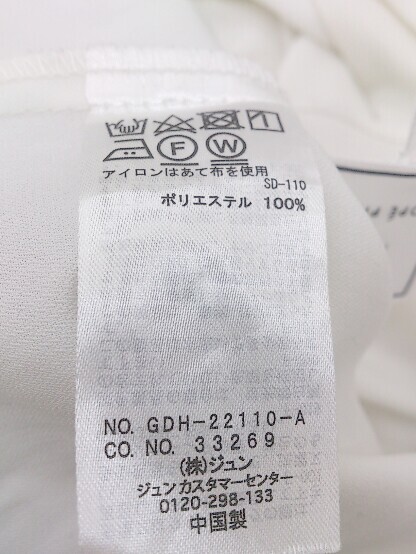 F W
アイロンはあて布を使用
SD-110
ポリエステル 100%
NO. GDH-22110-A
CO. NO. 33269
(株)ジュン
ジュンカスタマーセンター
0120-298-133
中国製